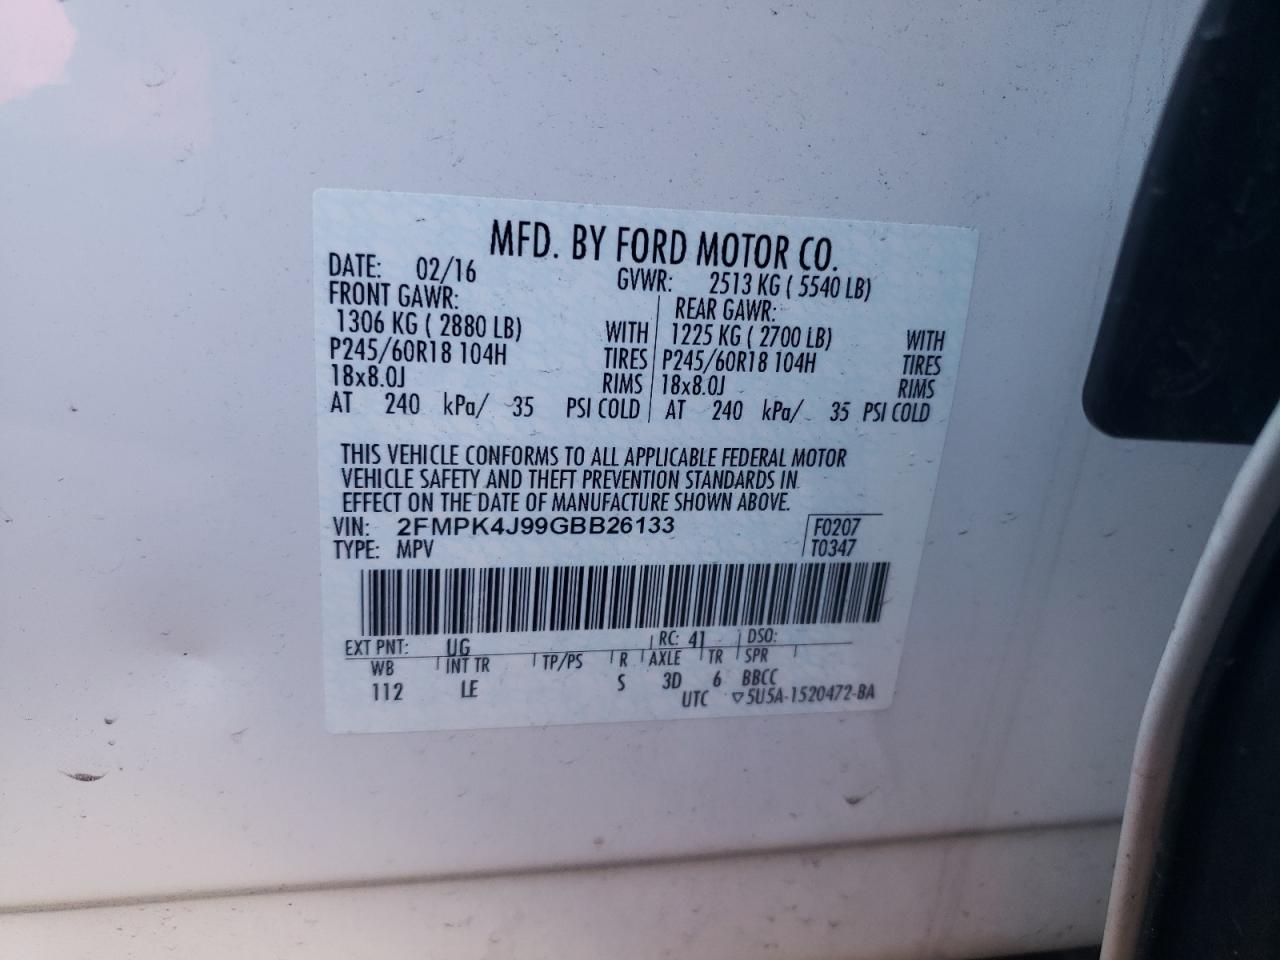 MFD. BY FORD MOTOR CO.
DATE: 02/16 GVWR: 2513 KG ( 5540 LB)
FRONT GAWR: REAR GAWR:
1306 KG ( 2880 LB) WITH 1225 KG ( 2700 LB) WITH
P245/60R18 104H TIRES P245/60R18 104H TIRES
18x8.0J RIMS 18x8.0J RIMS
AT 240 kPa/ 35 PSI COLD AT 240 kPa/ 35 PSI COLD
THIS VEHICLE CONFORMS TO ALL APPLICABLE FEDERAL MOTOR
VEHICLE SAFETY AND THEFT PREVENTION STANDARDS IN
EFFECT ON THE DATE OF MANUFACTURE SHOWN ABOVE.
VIN: 2FMPK4J99GBB26133 F0207
TYPE: MPV T0347
EXT PNT: UG RC: 41 DSO:
WB INT TR TP/PS R AXLE TR SPR
112 LE S 3D 6 BBCC
UTC ▽5U5A-1520472-BA